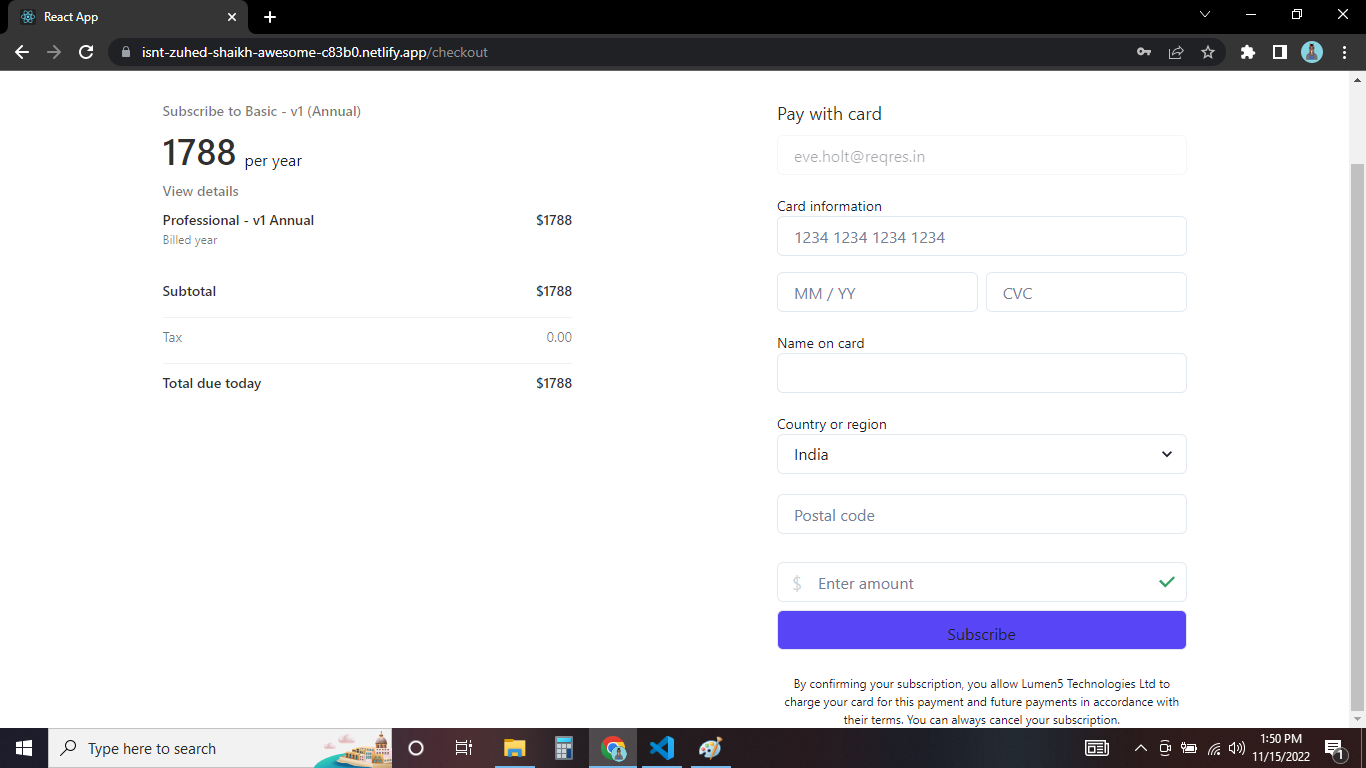 React App
isnt-zuhed-shaikh-awesome-c83b0.netlify.app/checkout
Subscribe to Basic - v1 (Annual)
1788 per year
View details
Professional - v1 Annual $1788
Billed year
Subtotal $1788
Tax 0.00
Total due today $1788
Pay with card
eve.holt@reqres.in
Card information
1234 1234 1234 1234
MM / YY CVC
Name on card
Country or region
India
Postal code
$ Enter amount
Subscribe
By confirming your subscription, you allow Lumen5 Technologies Ltd to
charge your card for this payment and future payments in accordance with
their terms. You can always cancel your subscription.
Type here to search
1:50 PM
11/15/2022
1